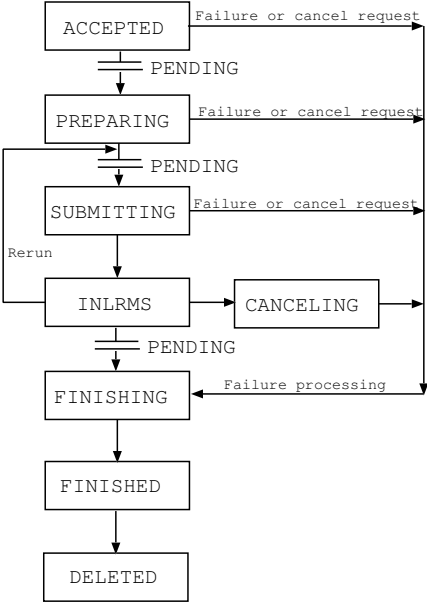 ACCEPTED
Failure or cancel request
PENDING
PREPARING
Failure or cancel request
PENDING
SUBMITTING
Failure or cancel request
Rerun
INLRMS
CANCELING
PENDING
Failure processing
FINISHING
FINISHED
DELETED